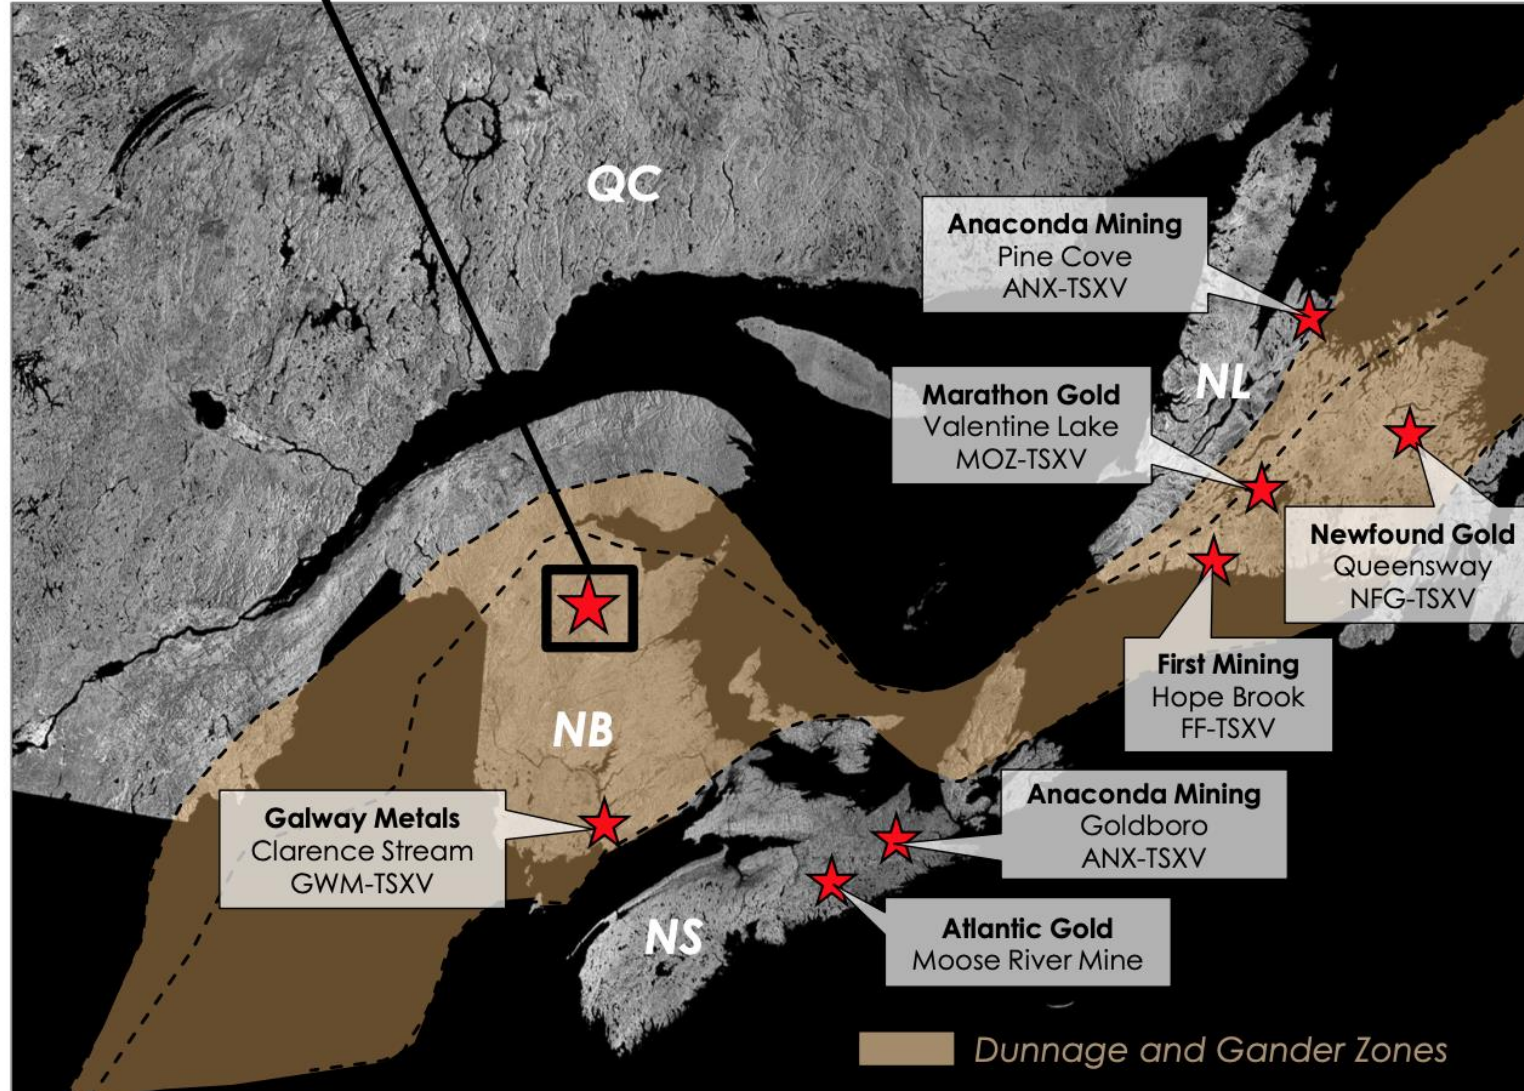 QC
Anaconda Mining
Pine Cove
ANX-TSXV
NL
Marathon Gold
Valentine Lake
MOZ-TSXV
Newfound Gold
Queensway
NFG-TSXV
First Mining
Hope Brook
FF-TSXV
NB
Galway Metals
Clarence Stream
GWM-TSXV
Anaconda Mining
Goldboro
ANX-TSXV
NS
Atlantic Gold
Moose River Mine
Dunnage and Gander Zones